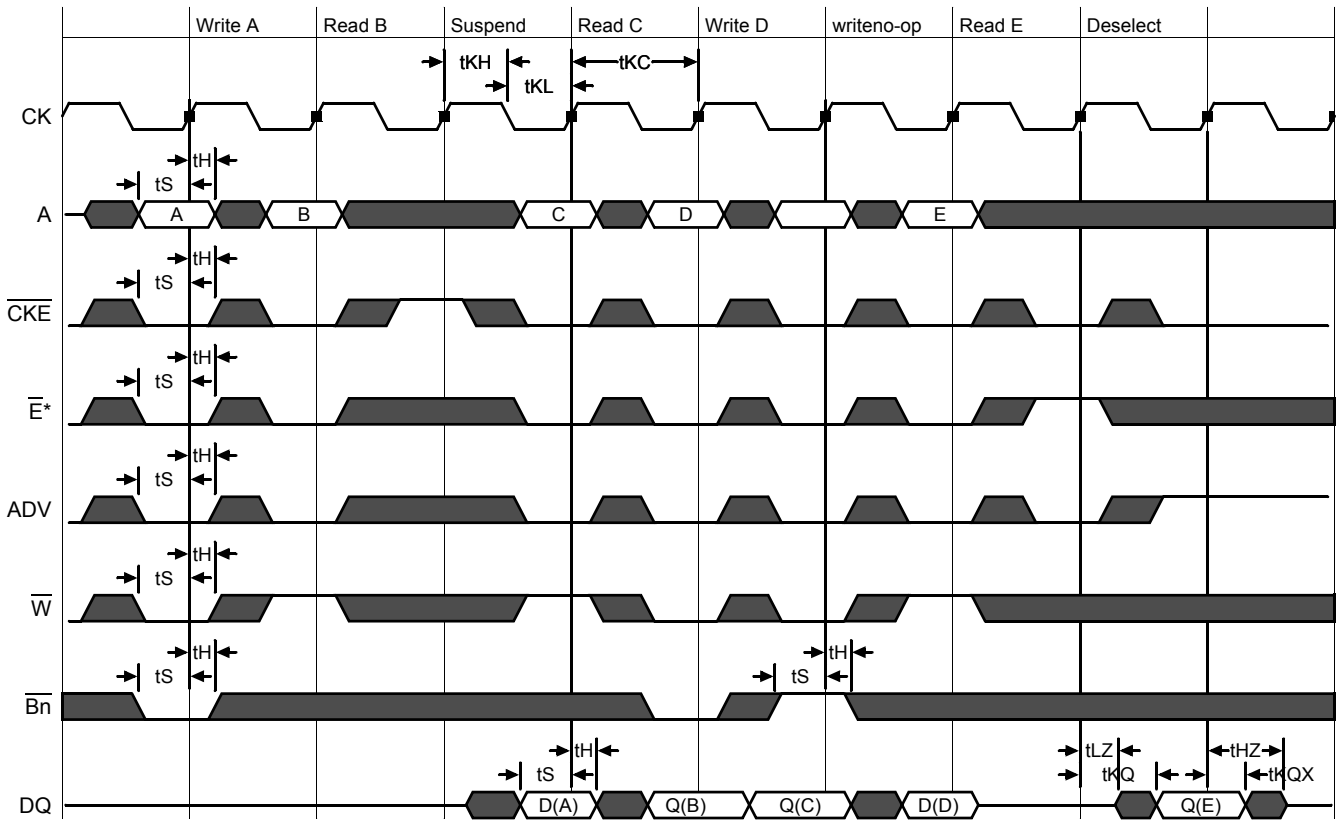 Write A Read B Suspend Read C Write D writeno-op Read E Deselect
tKH tKC
tKL
CK
tH
tS
A A B C D E
tH
tS
CKE
tH
tS
E*
tH
tS
ADV
tH
tS
W
tH tH
tS tS
Bn
tH tLZ tHZ
tS tKQ tKQX
DQ D(A) Q(B) Q(C) D(D) Q(E)